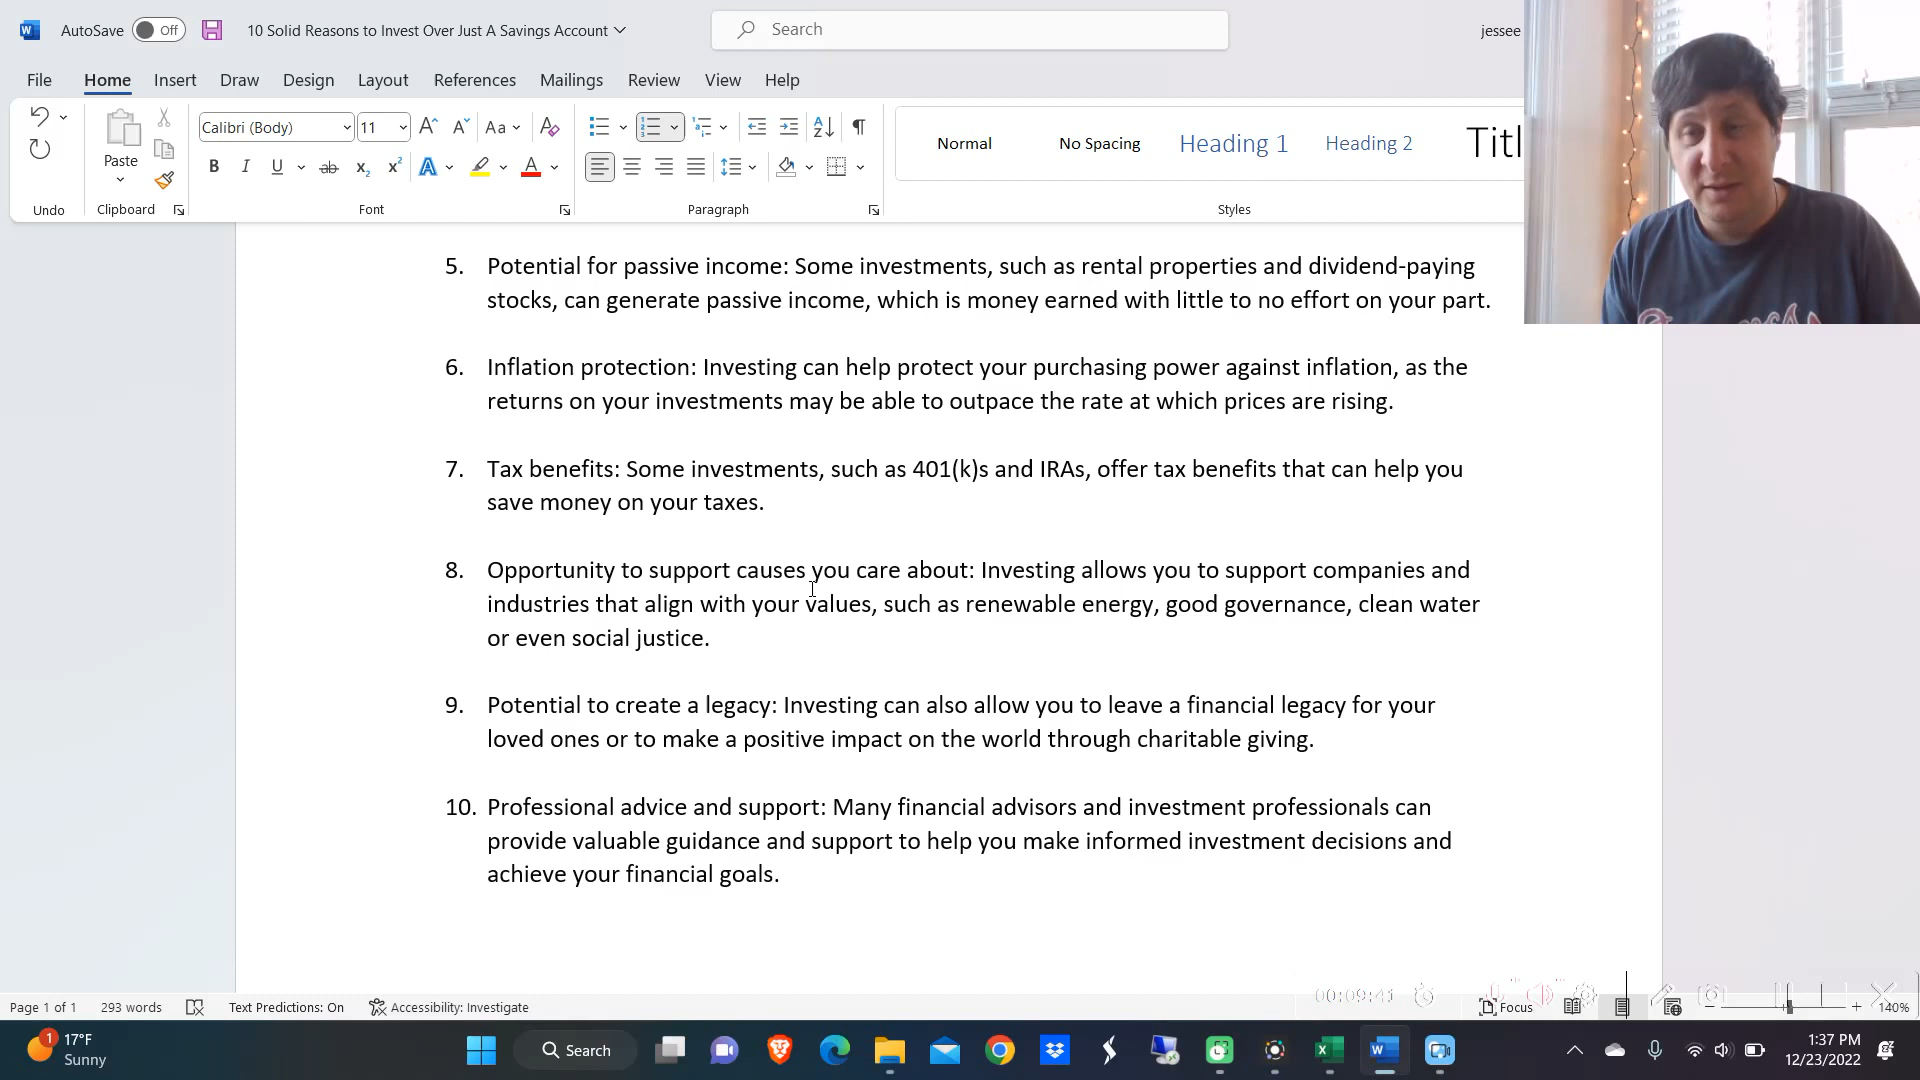 AutoSave
Off
10 Solid Reasons to Invest Over Just A Savings Account
Search
jessee
File
Home
Insert
Draw
Design
Layout
References
Mailings
Review
View
Help
Calibri (Body)
11
Aa
Paste
Normal
No Spacing
Heading 1
Heading 2
Titl
Undo
Clipboard
Font
Paragraph
Styles
5. Potential for passive income: Some investments, such as rental properties and dividend-paying
stocks, can generate passive income, which is money earned with little to no effort on your part.
6. Inflation protection: Investing can help protect your purchasing power against inflation, as the
returns on your investments may be able to outpace the rate at which prices are rising.
7. Tax benefits: Some investments, such as 401(k)s and IRAs, offer tax benefits that can help you
save money on your taxes.
8. Opportunity to support causes you care about: Investing allows you to support companies and
industries that align with your values, such as renewable energy, good governance, clean water
or even social justice.
9. Potential to create a legacy: Investing can also allow you to leave a financial legacy for your
loved ones or to make a positive impact on the world through charitable giving.
10. Professional advice and support: Many financial advisors and investment professionals can
provide valuable guidance and support to help you make informed investment decisions and
achieve your financial goals.
00:09:41
Page 1 of 1
293 words
Text Predictions: On
Accessibility: Investigate
Focus
140%
1
17°F
Sunny
Search
1:37 PM
12/23/2022